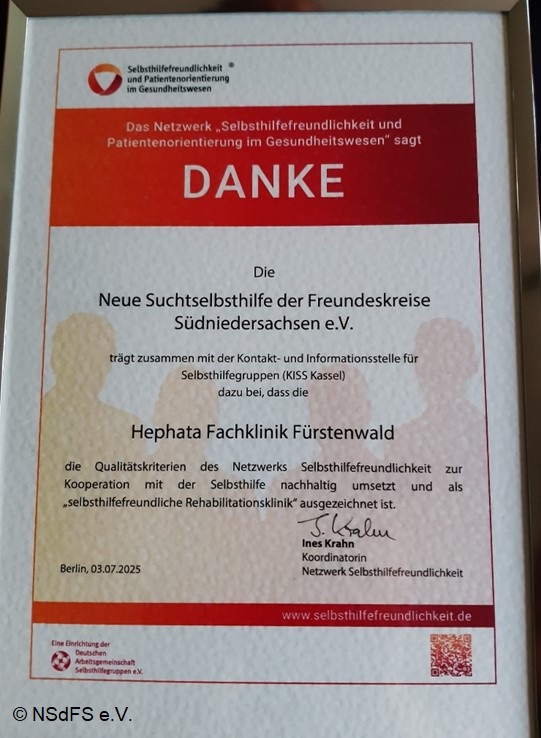 Selbsthilfefreundlichkeit ®
und Patientenorientierung
im Gesundheitswesen
Das Netzwerk „Selbsthilfefreundlichkeit und
Patientenorientierung im Gesundheitswesen“ sagt
DANKE
Die
Neue Suchtselbsthilfe der Freundeskreise
Südniedersachsen e.V.
trägt zusammen mit der Kontakt- und Informationsstelle für
Selbsthilfegruppen (KISS Kassel)
dazu bei, dass die
Hephata Fachklinik Fürstenwald
die Qualitätskriterien des Netzwerks Selbsthilfefreundlichkeit zur
Kooperation mit der Selbsthilfe nachhaltig umsetzt und als
„selbsthilfefreundliche Rehabilitationsklinik“ ausgezeichnet ist.
I. Krahn
Ines Krahn
Koordinatorin
Berlin, 03.07.2025
Netzwerk Selbsthilfefreundlichkeit
www.selbsthilfefreundlichkeit.de
Eine Einrichtung der
Deutschen
Arbeitsgemeinschaft
Selbsthilfegruppen e.V.
© NSdFS e.V.